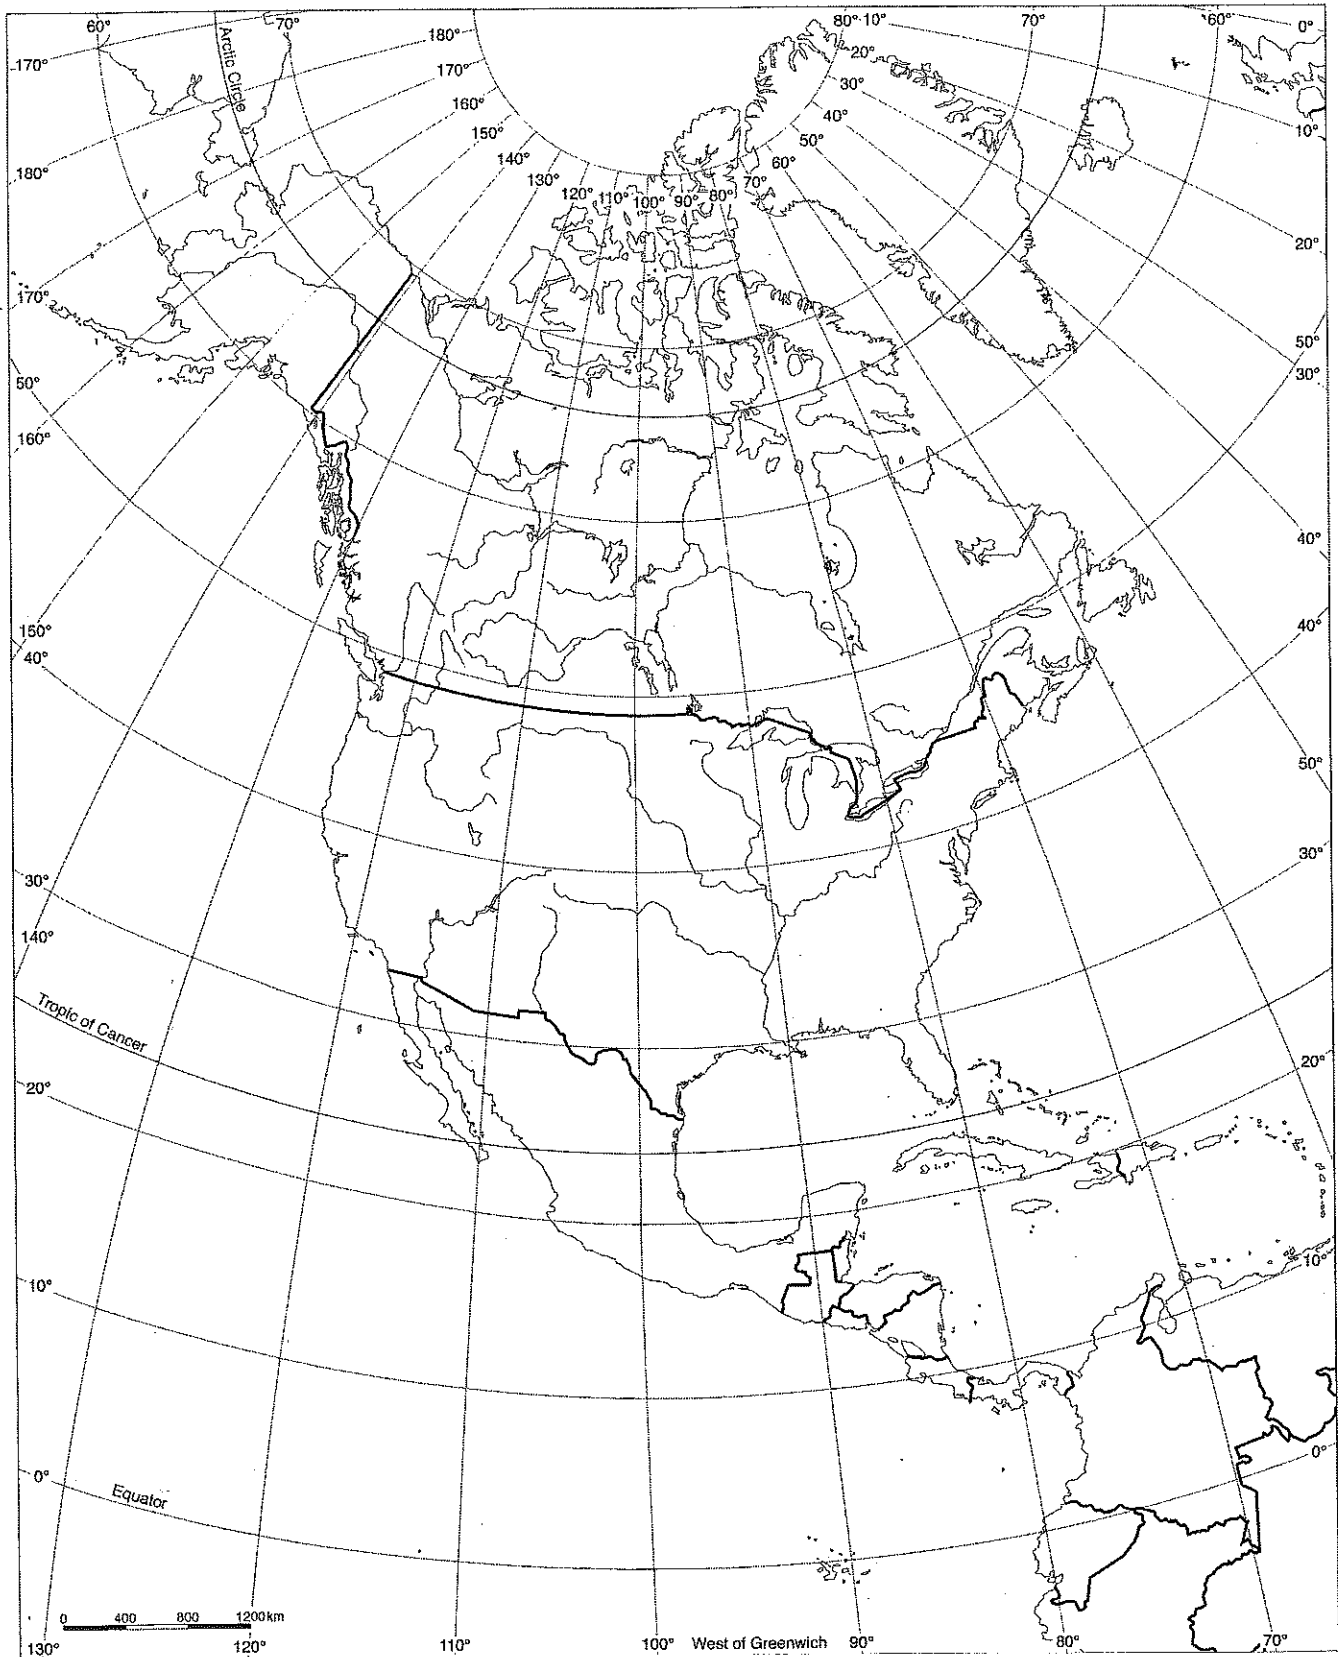 60° 70° 180° 80° 10° 70° 60° 0°
Arctic Circle
170° 170° 20° 10°
160° 30°
150° 40°
140° 50°
130° 60°
180° 120° 110° 100° 90° 80° 70° 20°
170° 50°
30°
50°
160° 40°
150° 40°
40°
50°
30° 30°
140°
Tropic of Cancer
20° 20°
10° 10°
0° 0°
Equator
0 400 800 1200 km
130° 120° 110° 100° West of Greenwich 90° 80° 70°